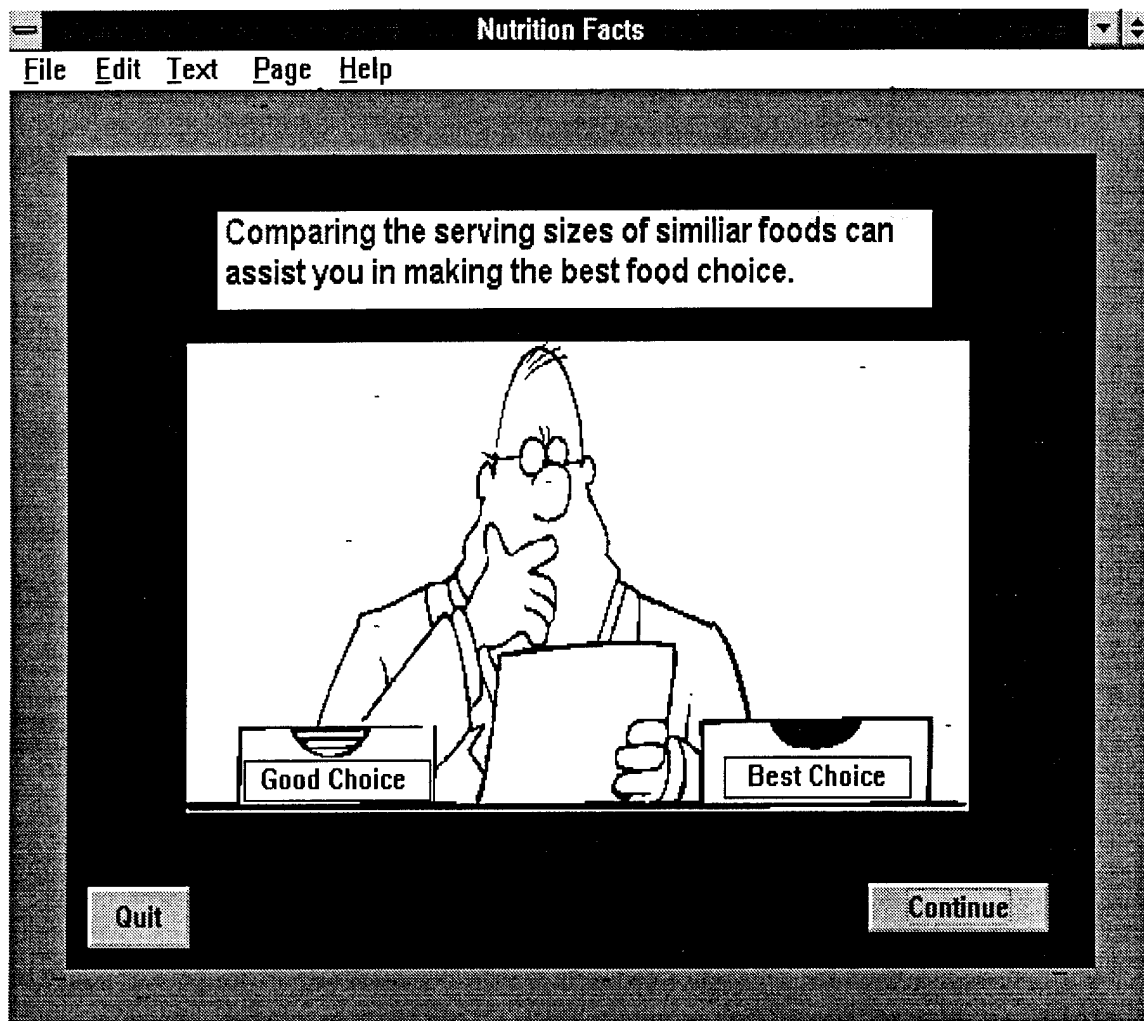 Nutrition Facts
File Edit Text Page Help
Comparing the serving sizes of similiar foods can
assist you in making the best food choice.
Good Choice
Best Choice
Quit
Continue